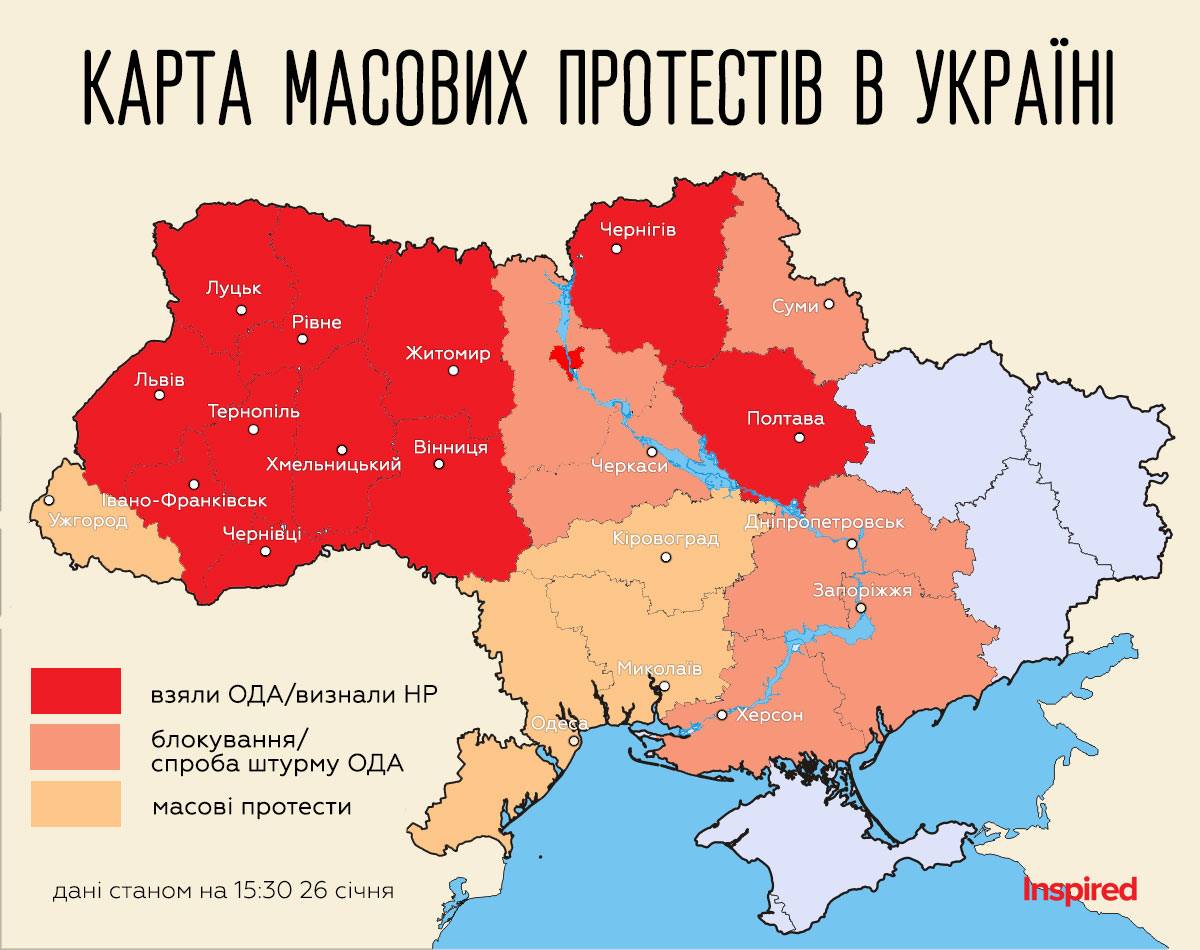 КАРТА МАСОВИХ ПРОТЕСТІВ В УКРАЇНІ
Чернігів
Луцьк
Суми
Рівне
Житомир
Львів
Тернопіль
Полтава
Вінниця
Хмельницький
Черкаси
Івано-Франківськ
Ужгород
Дніпропетровськ
Чернівці
Кіровоград
Запоріжжя
Миколаїв
Херсон
Одеса
взяли ОДА/визнали НР
блокування/
спроба штурму ОДА
масові протести
дані станом на 15:30 26 січня
Inspired